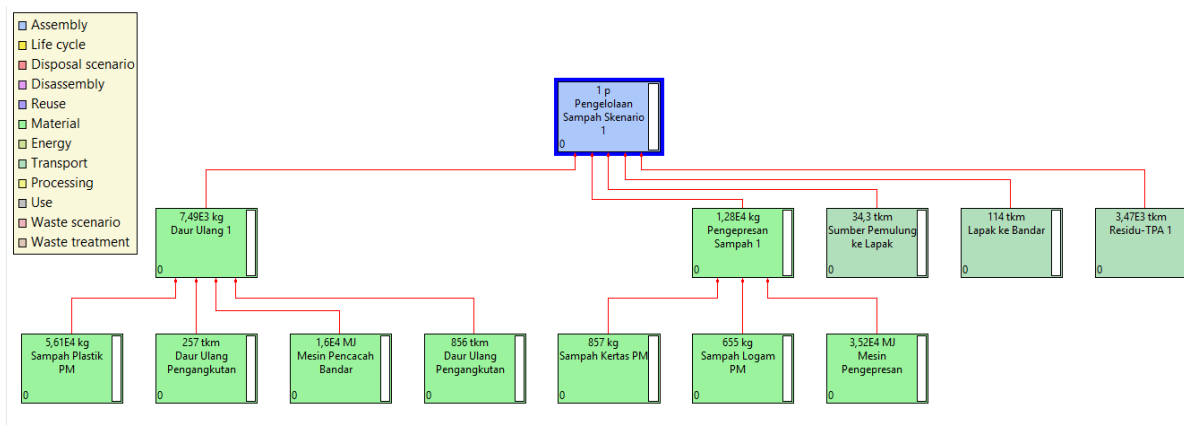 Assembly
Life cycle
Disposal scenario
Disassembly
Reuse
Material
Energy
Transport
Processing
Use
Waste scenario
Waste treatment
1 p
Pengelolaan
Sampah Skenario
1
0
7,49E3 kg
Daur Ulang 1
0
1,28E4 kg
Pengepresan
Sampah 1
0
34,3 tkm
Sumber Pemulung
ke Lapak
0
114 tkm
Lapak ke Bandar
0
3,47E3 tkm
Residu-TPA 1
0
5,61E4 kg
Sampah Plastik
PM
0
257 tkm
Daur Ulang
Pengangkutan
0
1,6E4 MJ
Mesin Pencacah
Bandar
0
856 tkm
Daur Ulang
Pengangkutan
0
857 kg
Sampah Kertas PM
0
655 kg
Sampah Logam
PM
0
3,52E4 MJ
Mesin
Pengepresan
0